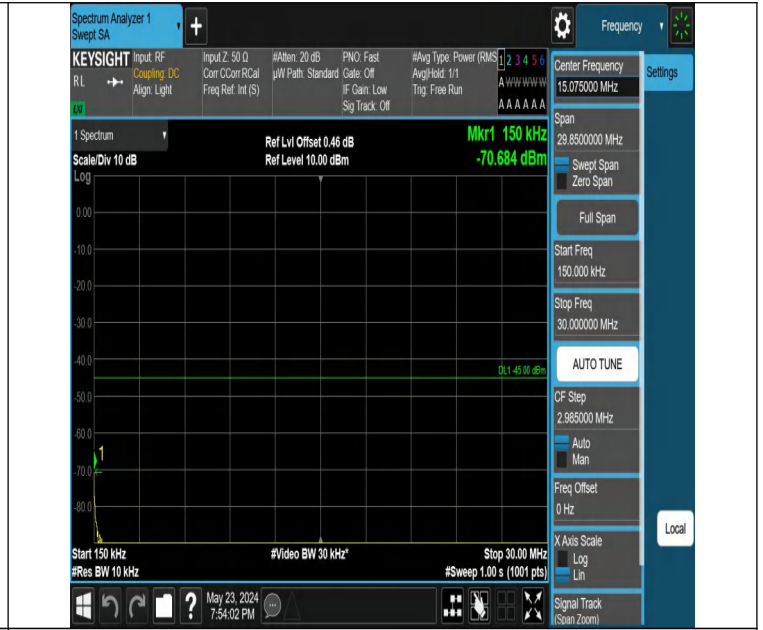 Spectrum Analyzer 1
Swept SA
+
Frequency
KEYSIGHT
RL
Input: RF
Coupling: DC
Align: Light
Input Z: 50 Ω
Corr CCorr RCal
Freq Ref: Int (S)
#Atten: 20 dB
µW Path: Standard
PNO: Fast
Gate: Off
IF Gain: Low
Sig Track: Off
#Avg Type: Power (RMS
Avg|Hold: 1/1
Trig: Free Run
1 2 3 4 5 6
A W W W W W
A A A A A A
1 Spectrum
Scale/Div 10 dB
Log
Ref Lvl Offset 0.46 dB
Ref Level 10.00 dBm
Mkr1 150 kHz
-70.684 dBm
0.00
-10.0
-20.0
-30.0
-40.0
-50.0
-60.0
-70.0
-80.0
DL1 -45.00 dBm
1
Start 150 kHz
#Res BW 10 kHz
#Video BW 30 kHz*
Stop 30.00 MHz
#Sweep 1.00 s (1001 pts)
May 23, 2024
7:54:02 PM
?
Center Frequency
15.075000 MHz
Settings
Span
29.8500000 MHz
Swept Span
Zero Span
Full Span
Start Freq
150.000 kHz
Stop Freq
30.000000 MHz
AUTO TUNE
CF Step
2.985000 MHz
Auto
Man
Freq Offset
0 Hz
X Axis Scale
Log
Lin
Local
Signal Track
(Span Zoom)